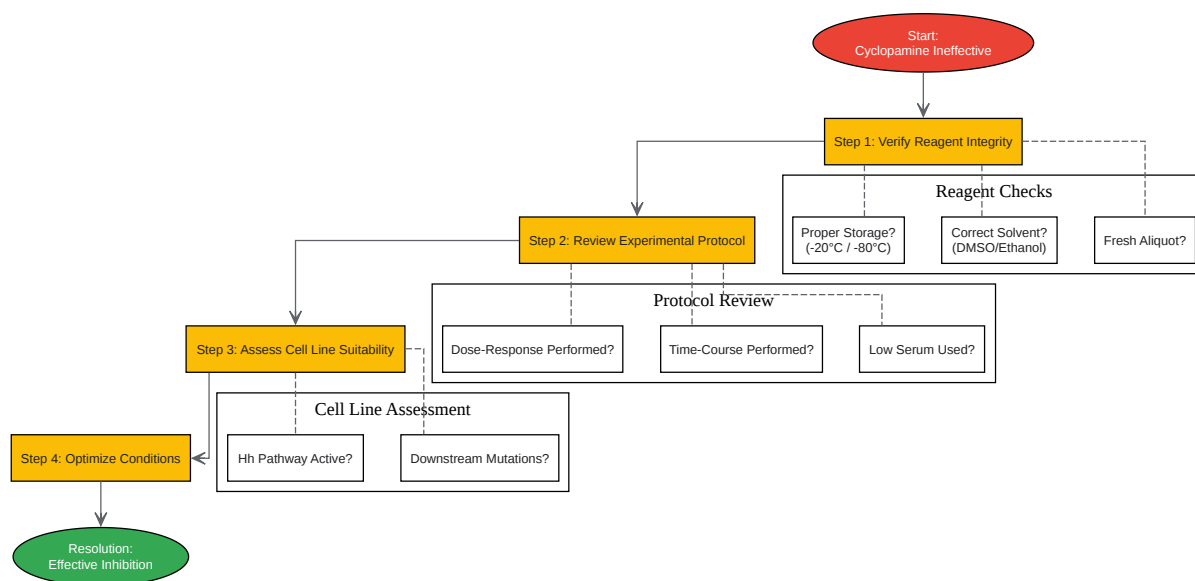 Start:
Cyclopamine Ineffective
Step 1: Verify Reagent Integrity
Reagent Checks
Proper Storage?
(-20°C / -80°C)
Correct Solvent?
(DMSO/Ethanol)
Fresh Aliquot?
Step 2: Review Experimental Protocol
Protocol Review
Dose-Response Performed?
Time-Course Performed?
Low Serum Used?
Step 3: Assess Cell Line Suitability
Cell Line Assessment
Hh Pathway Active?
Downstream Mutations?
Step 4: Optimize Conditions
Resolution:
Effective Inhibition